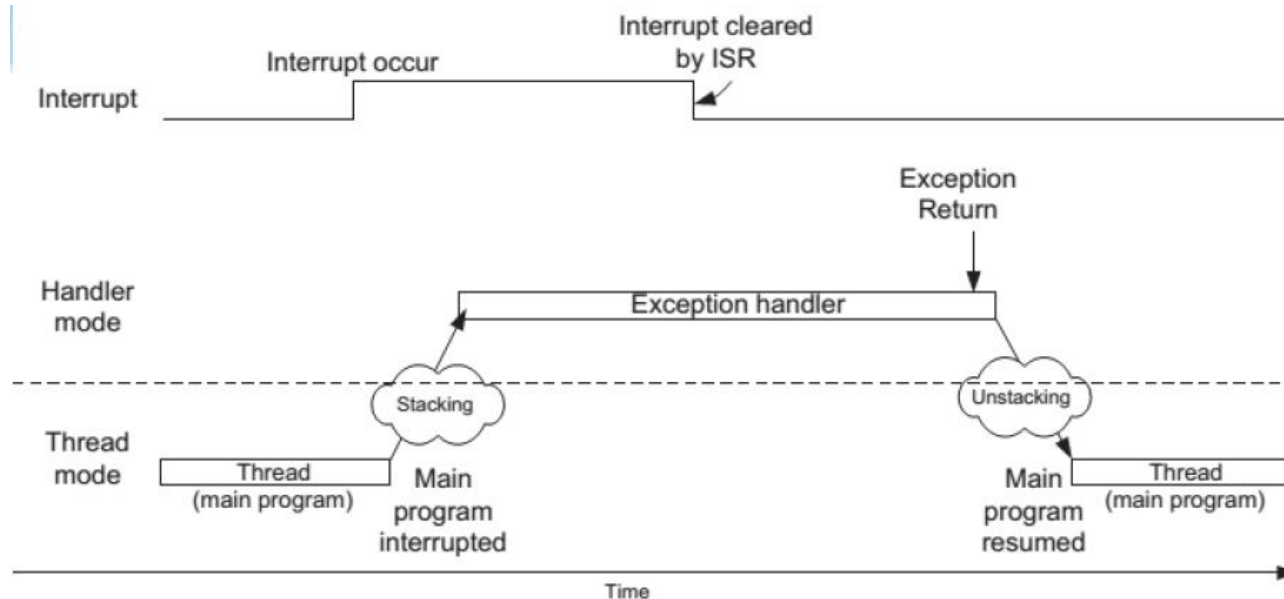 Interrupt cleared
by ISR
Interrupt occur
Interrupt
Exception
Return
Handler
mode
Exception handler
Stacking
Unstacking
Thread
mode
Thread
(main program)
Main
program
interrupted
Main
program
resumed
Thread
(main program)
Time